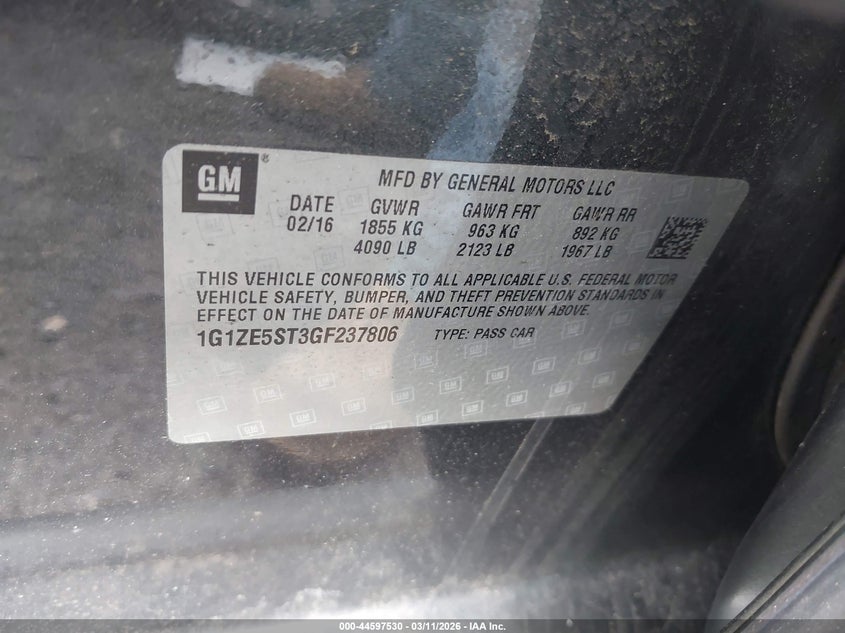 GM®
MFD BY GENERAL MOTORS LLC
DATE GVWR GAWR FRT GAWR RR
02/16 1855 KG 963 KG 892 KG
4090 LB 2123 LB 1967 LB
THIS VEHICLE CONFORMS TO ALL APPLICABLE U.S. FEDERAL MOTOR
VEHICLE SAFETY, BUMPER, AND THEFT PREVENTION STANDARDS IN
EFFECT ON THE DATE OF MANUFACTURE SHOWN ABOVE.
1G1ZE5ST3GF237806 TYPE: PASS CAR
000-44597530 — 03/11/2026 — IAA Inc.